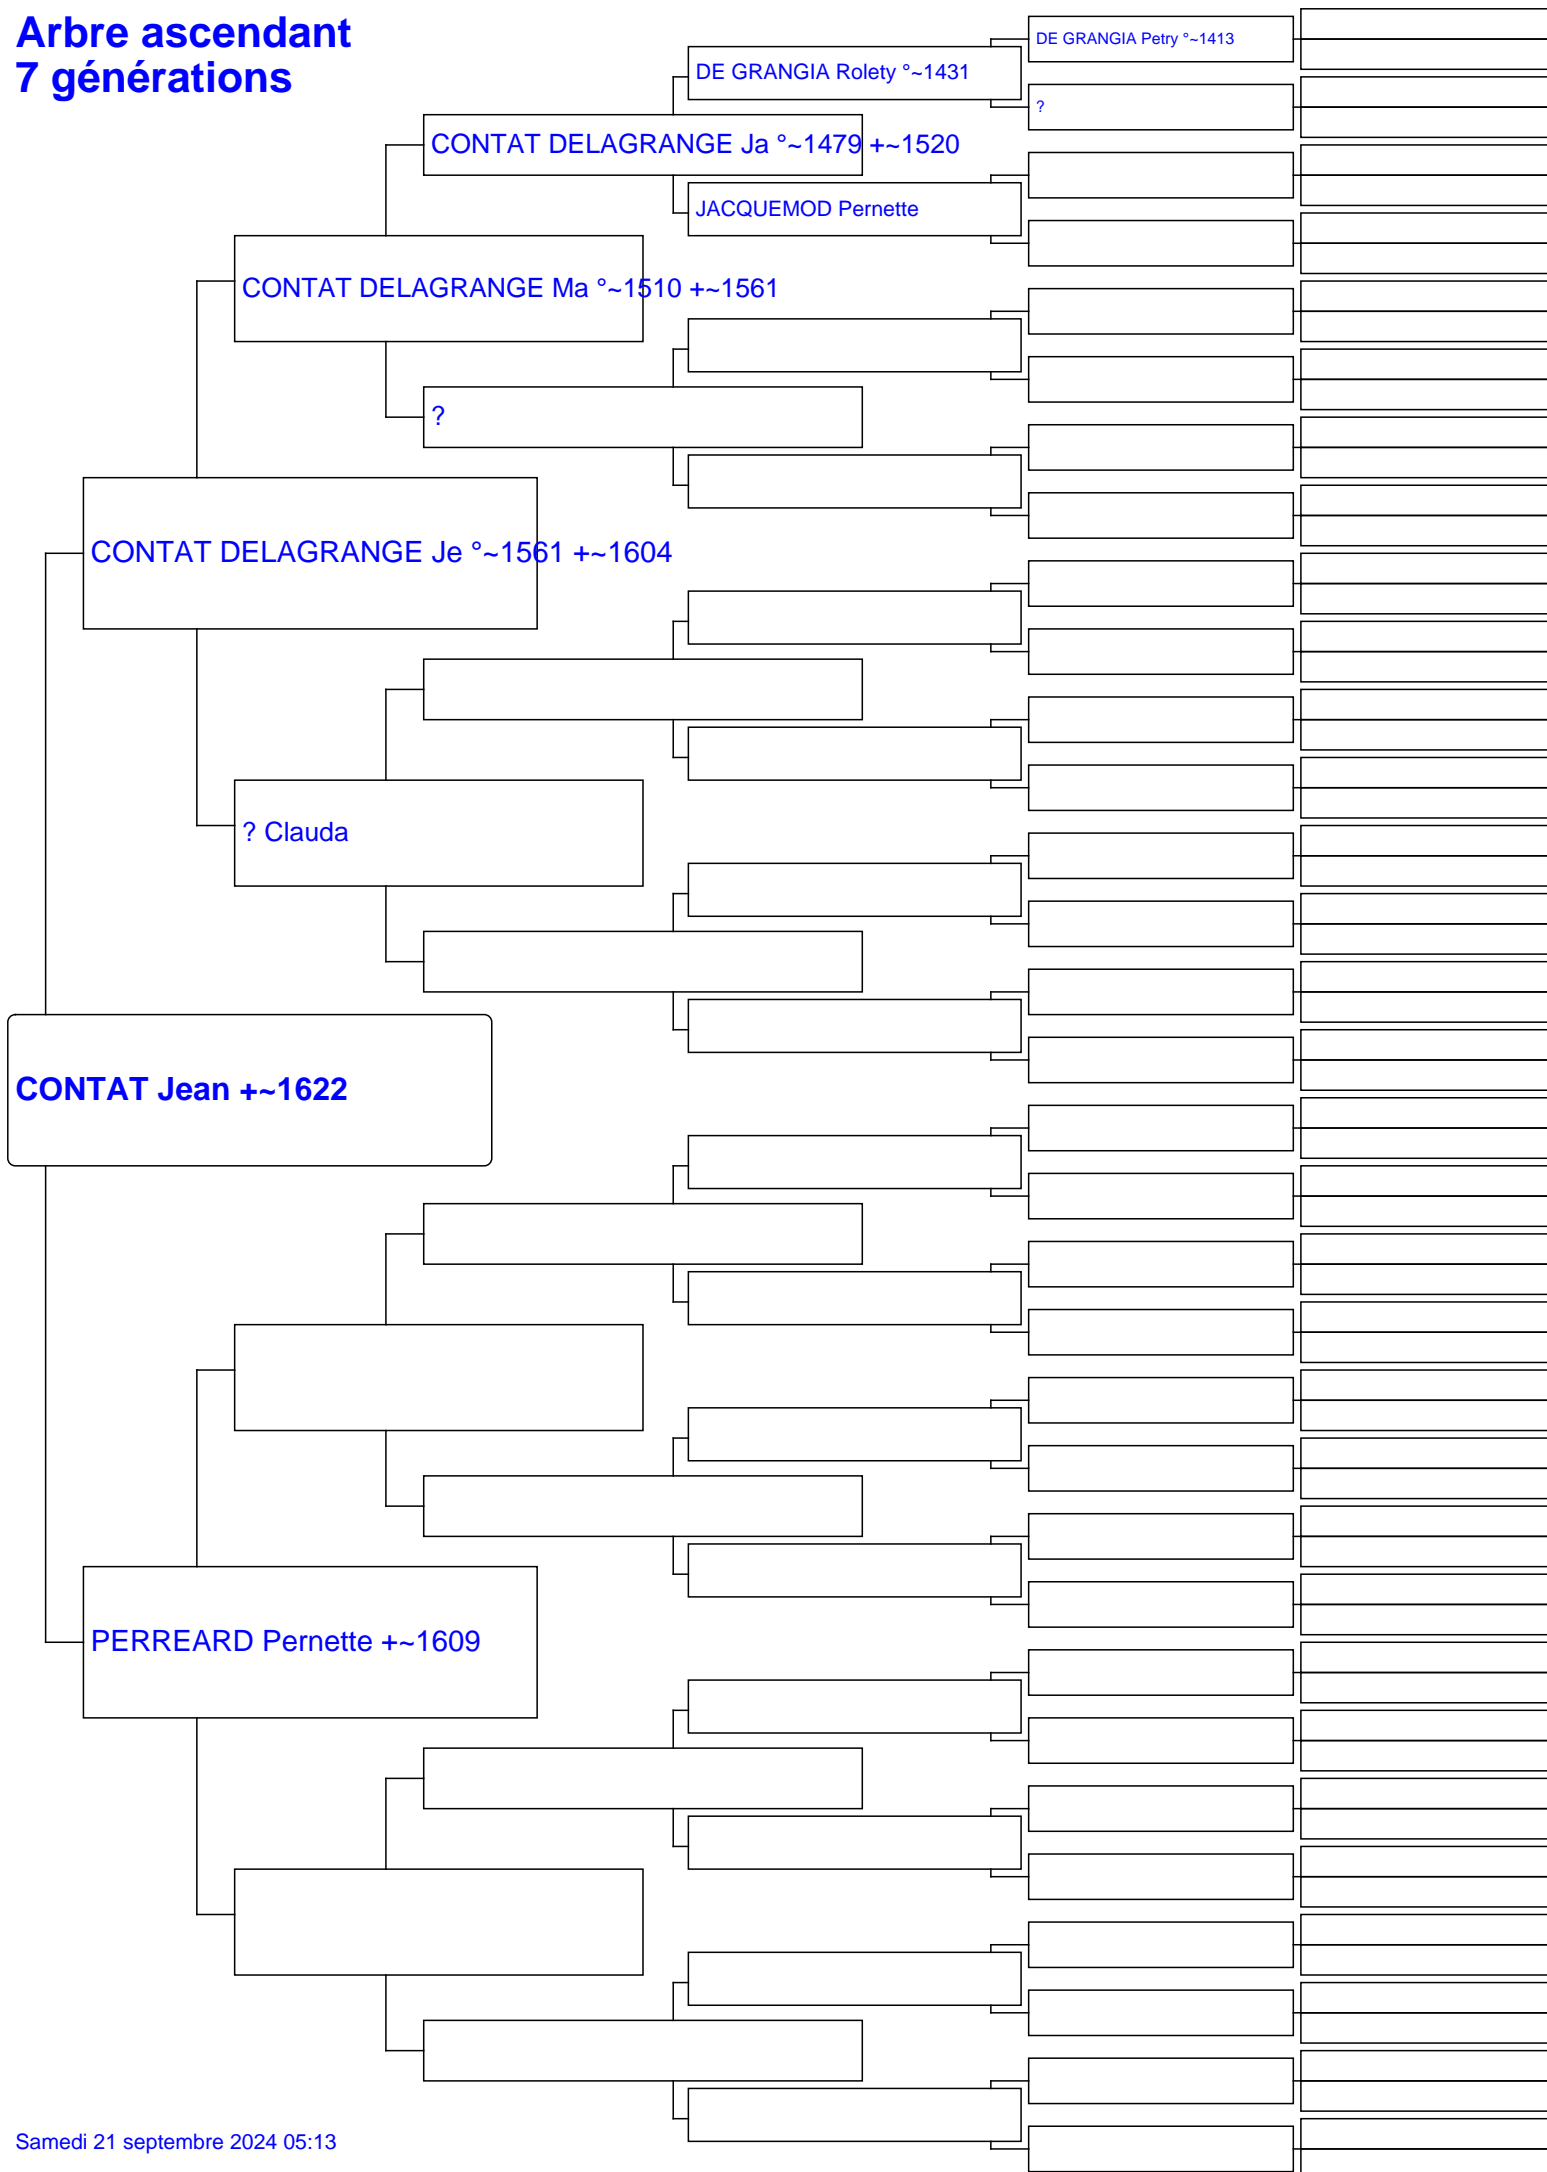 Arbre ascendant
7 générations
DE GRANGIA Petry °~1413
DE GRANGIA Rolety °~1431
?
CONTAT DELAGRANGE Ja °~1479 +~1520
JACQUEMOD Pernette
CONTAT DELAGRANGE Ma °~1510 +~1561
?
CONTAT DELAGRANGE Je °~1561 +~1604
? Clauda
CONTAT Jean +~1622
PERREARD Pernette +~1609
Samedi 21 septembre 2024 05:13